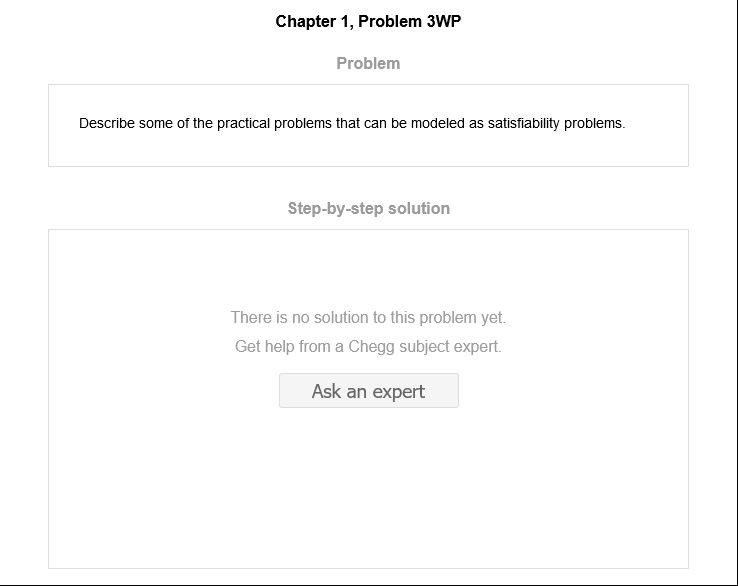 Chapter 1, Problem 3WP
Problem
Describe some of the practical problems that can be modeled as satisfiability problems.
Step-by-step solution
There is no solution to this problem yet.
Get help from a Chegg subject expert.
Ask an expert